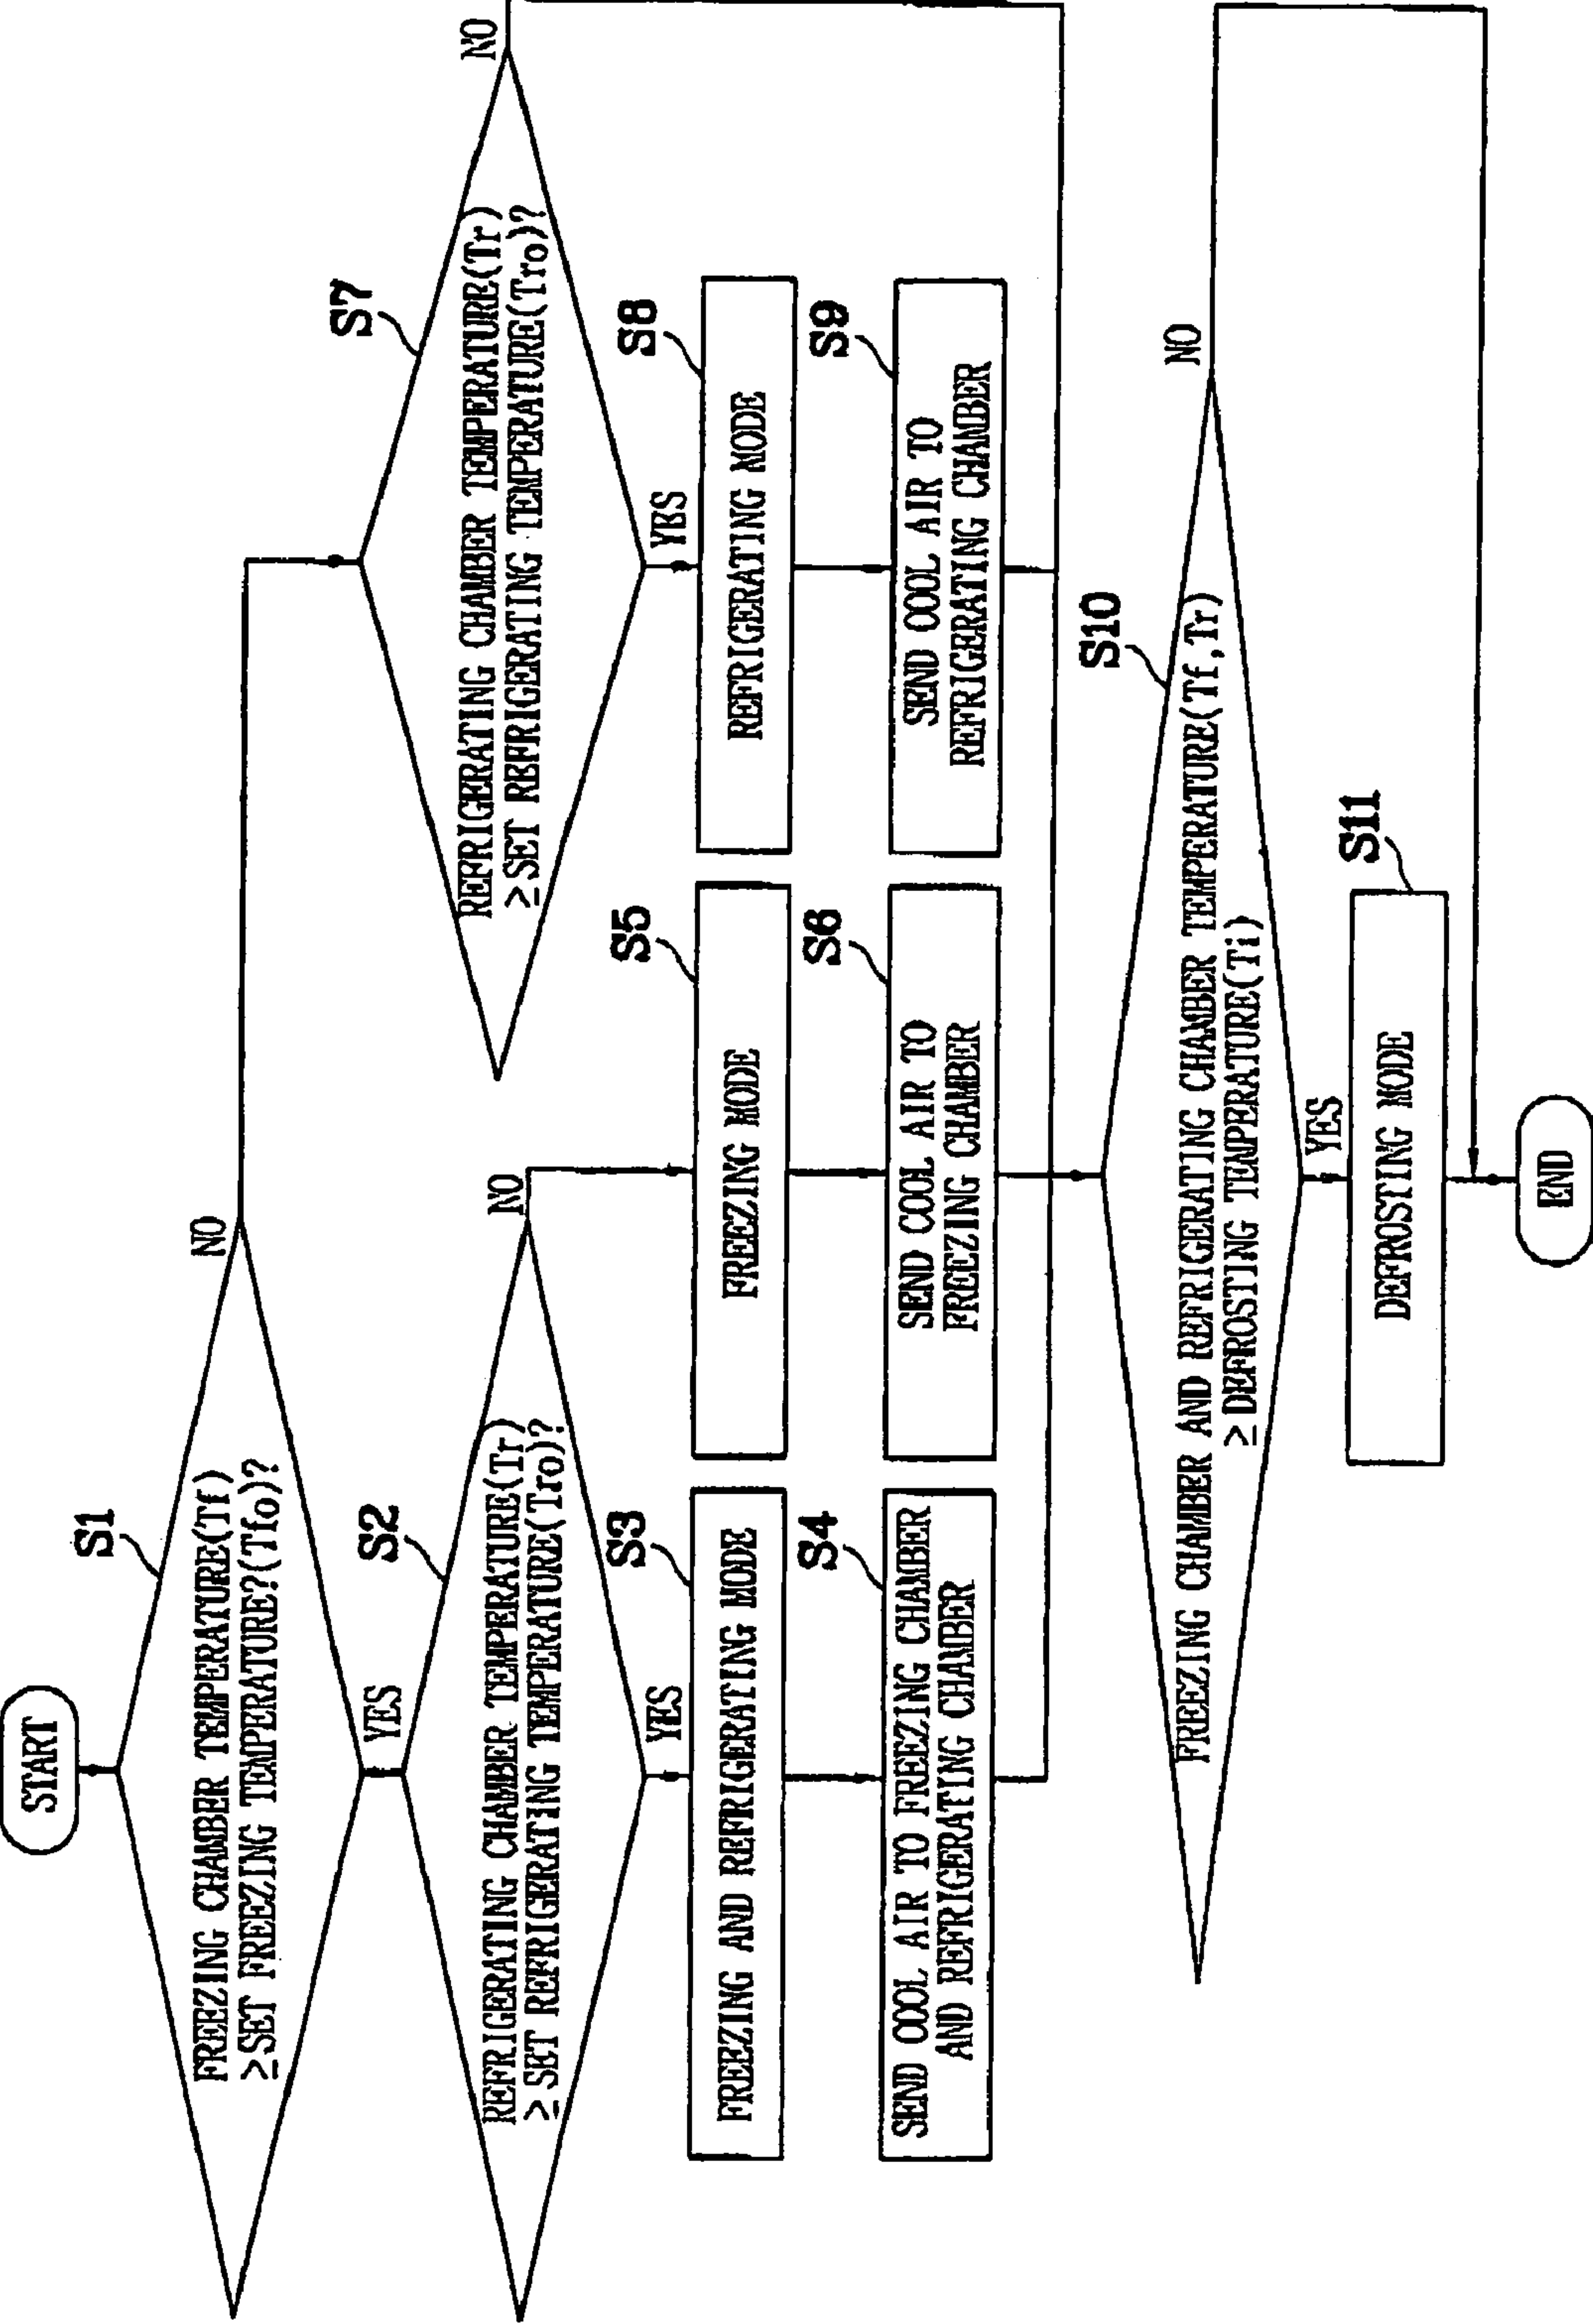 START
S1
FREEZING CHAMBER TEMPERATURE(Tf)
≥SET FREEZING TEMPERATURE?(Tfo)?
NO
YES
S2
REFRIGERATING CHAMBER TEMPERATURE(Tr)
≥SET REFRIGERATING TEMPERATURE(Tro)?
NO
YES
S7
REFRIGERATING CHAMBER TEMPERATURE(Tr)
≥SET REFRIGERATING TEMPERATURE(Tro)?
NO
YES
S3
FREEZING AND REFRIGERATING MODE
S5
FREEZING MODE
S8
REFRIGERATING MODE
S4
SEND COOL AIR TO FREEZING CHAMBER
AND REFRIGERATING CHAMBER
S6
SEND COOL AIR TO
FREEZING CHAMBER
S9
SEND COOL AIR TO
REFRIGERATING CHAMBER
S10
FREEZING CHAMBER AND REFRIGERATING CHAMBER TEMPERATURE(Tf,Tr)
≥DEFROSTING TEMPERATURE(Ti)
NO
YES
S11
DEFROSTING MODE
END